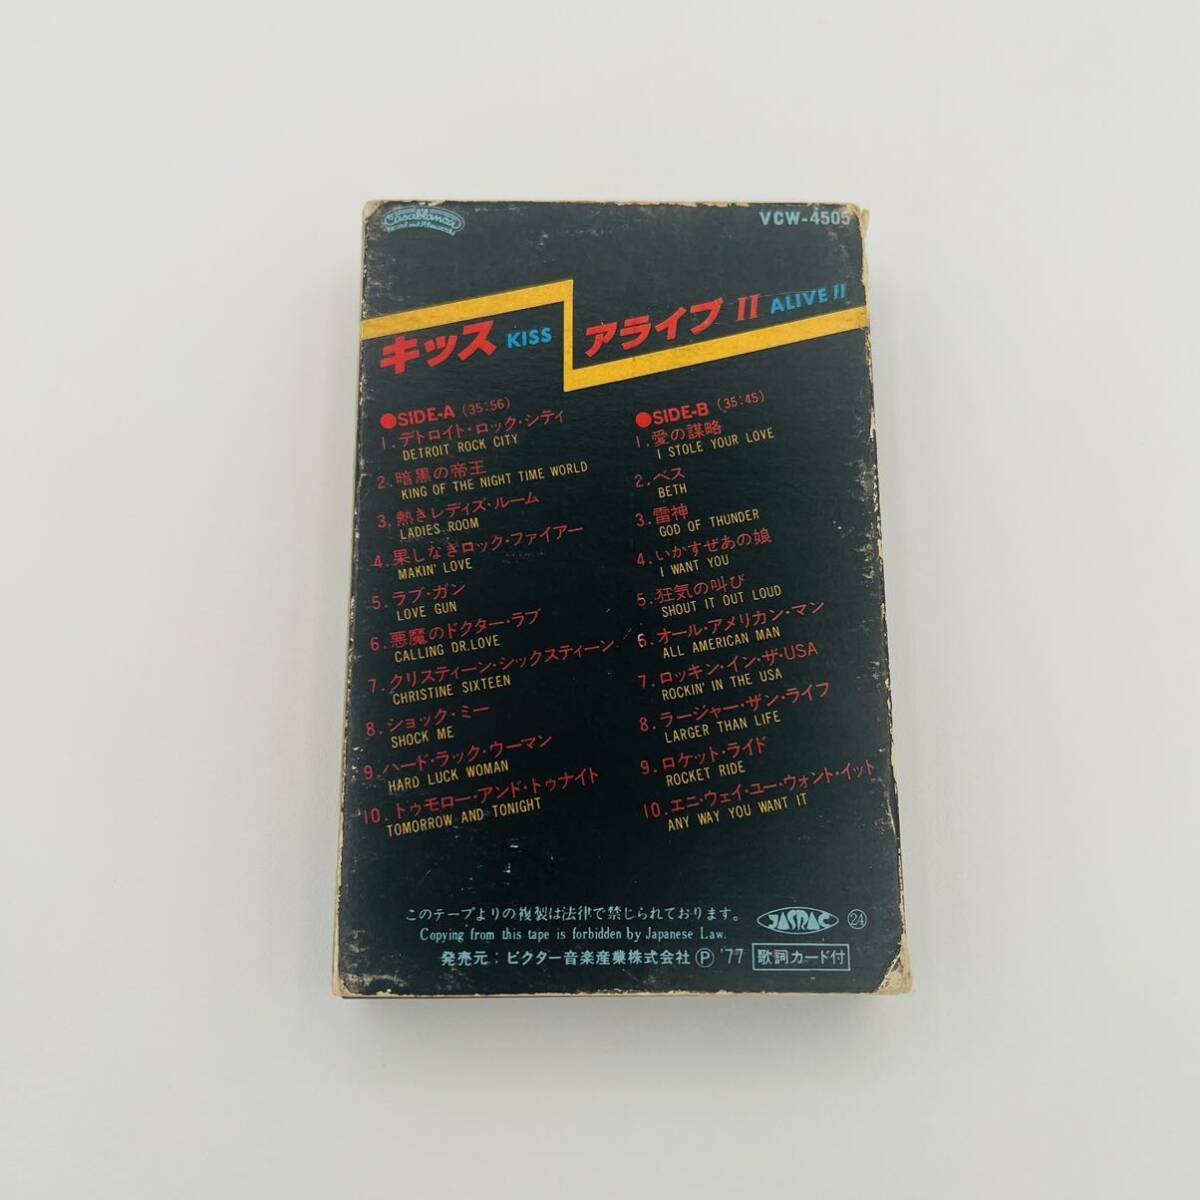 Casablanca
Record and FilmWorks
VCW-4505
キッス KISS
アライブ II ALIVE II
●SIDE-A (35:56)
1. デトロイト・ロック・シティ
DETROIT ROCK CITY
2. 暗黒の帝王
KING OF THE NIGHT TIME WORLD
3. 熱きレディズ・ルーム
LADIES ROOM
4. 果しなきロック・ファイアー
MAKIN' LOVE
5. ラブ・ガン
LOVE GUN
6. 悪魔のドクター・ラブ
CALLING DR.LOVE
7. クリスティーン・シックスティーン
CHRISTINE SIXTEEN
8. ショック・ミー
SHOCK ME
9. ハード・ラック・ウーマン
HARD LUCK WOMAN
10. トゥモロー・アンド・トゥナイト
TOMORROW AND TONIGHT
●SIDE-B (35:45)
1. 愛の謀略
I STOLE YOUR LOVE
2. ベス
BETH
3. 雷神
GOD OF THUNDER
4. いかすぜあの娘
I WANT YOU
5. 狂気の叫び
SHOUT IT OUT LOUD
6. オール・アメリカン・マン
ALL AMERICAN MAN
7. ロッキン・イン・ザ・USA
ROCKIN' IN THE USA
8. ラージャー・ザン・ライフ
LARGER THAN LIFE
9. ロケット・ライド
ROCKET RIDE
10. エニ・ウェイ・ユー・ウォント・イット
ANY WAY YOU WANT IT
このテープよりの複製は法律で禁じられております。
Copying from this tape is forbidden by Japanese Law.
JASRAC ㉔
発売元：ビクター音楽産業株式会社 Ⓟ '77 歌詞カード付